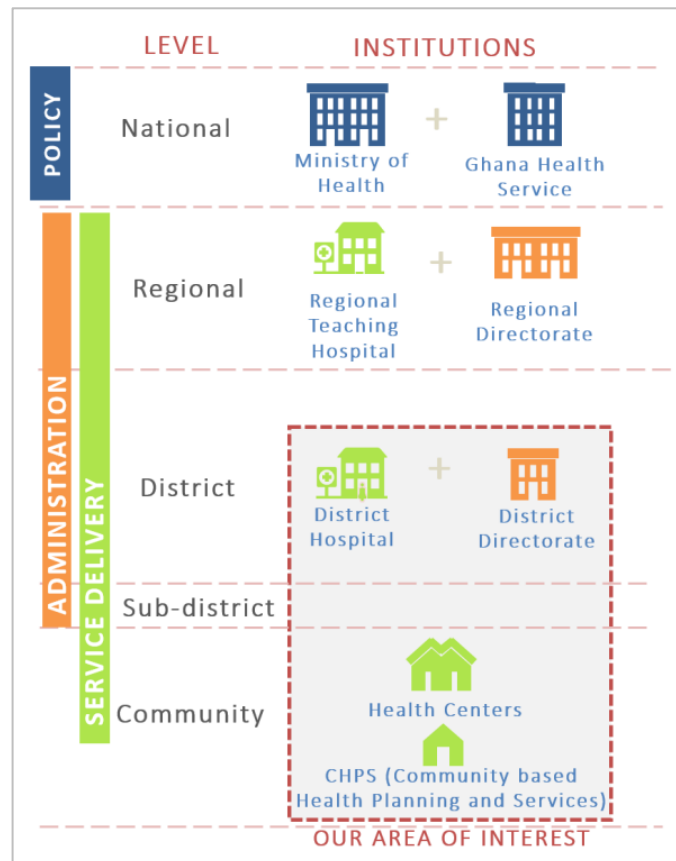 LEVEL
INSTITUTIONS
POLICY
National
Ministry of
Health
Ghana Health
Service
ADMINISTRATION
SERVICE DELIVERY
Regional
Regional
Teaching
Hospital
Regional
Directorate
District
District
Hospital
District
Directorate
Sub-district
Community
Health Centers
CHPS (Community based
Health Planning and Services)
OUR AREA OF INTEREST